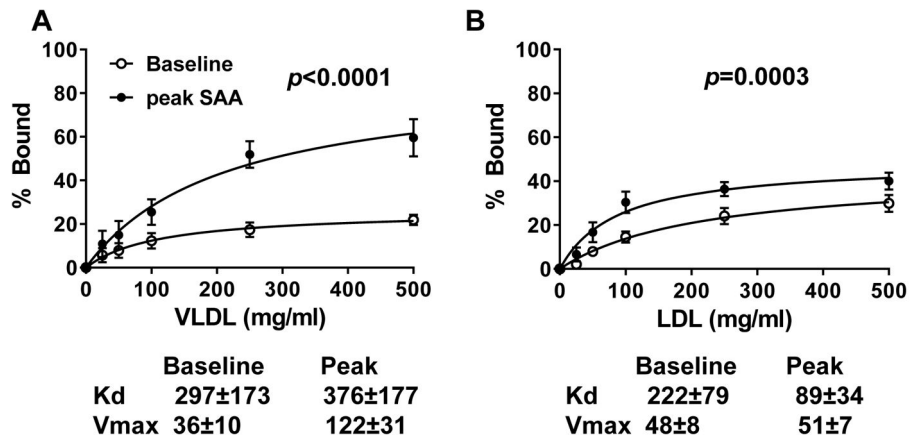 A
100
80
60
40
20
0
% Bound
Baseline
peak SAA
p<0.0001
0 100 200 300 400 500
VLDL (mg/ml)
Baseline Peak
Kd 297±173 376±177
Vmax 36±10 122±31
B
100
80
60
40
20
0
% Bound
p=0.0003
0 100 200 300 400 500
LDL (mg/ml)
Baseline Peak
Kd 222±79 89±34
Vmax 48±8 51±7